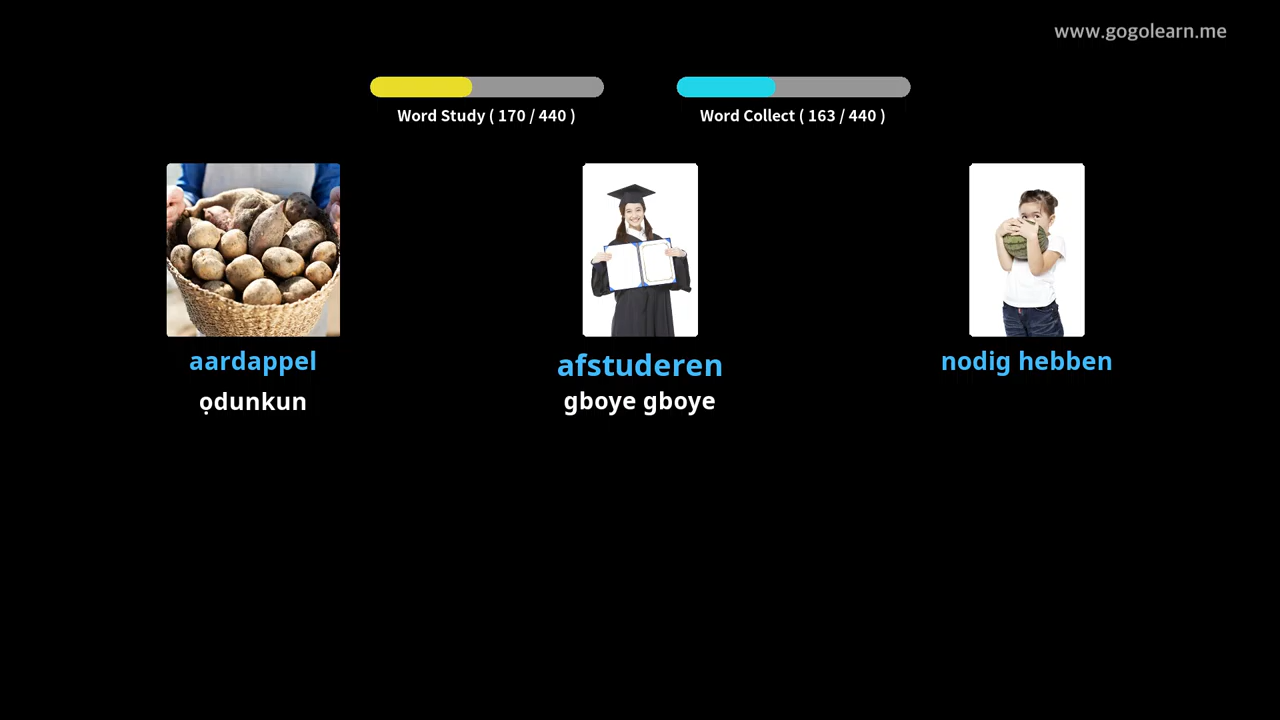 www.gogolearn.me
Word Study ( 170 / 440 )
Word Collect ( 163 / 440 )
aardappel
afstuderen
nodig hebben
ọdunkun
gboye gboye